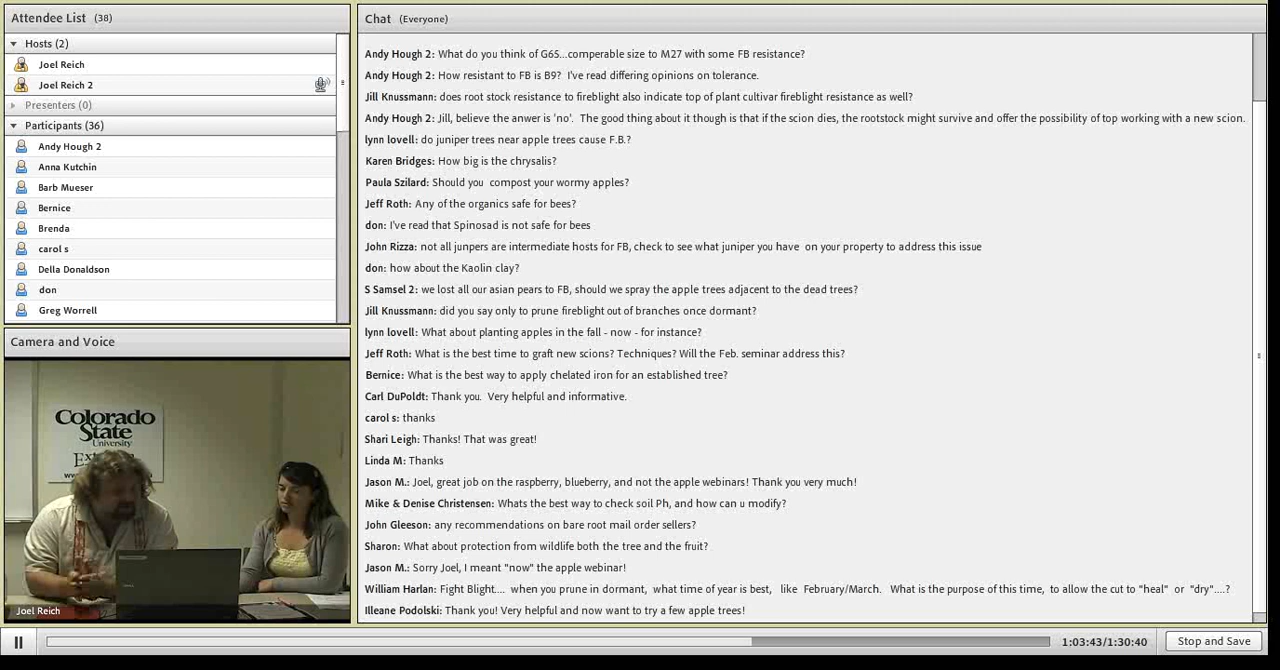 Attendee List (38)
Hosts (2)
Joel Reich
Joel Reich 2
Presenters (0)
Participants (36)
Andy Hough 2
Anna Kutchin
Barb Mueser
Bernice
Brenda
carol s
Della Donaldson
don
Greg Worrell
Camera and Voice
Colorado
State
University
Joel Reich
Chat (Everyone)
Andy Hough 2: What do you think of G65...comperable size to M27 with some FB resistance?
Andy Hough 2: How resistant to FB is B9? I've read differing opinions on tolerance.
Jill Knussmann: does root stock resistance to fireblight also indicate top of plant cultivar fireblight resistance as well?
Andy Hough 2: Jill, believe the anwer is 'no'. The good thing about it though is that if the scion dies, the rootstock might survive and offer the possibility of top working with a new scion.
lynn lovell: do juniper trees near apple trees cause F.B.?
Karen Bridges: How big is the chrysalis?
Paula Szilard: Should you compost your wormy apples?
Jeff Roth: Any of the organics safe for bees?
don: I've read that Spinosad is not safe for bees
John Rizza: not all junpers are intermediate hosts for FB, check to see what juniper you have on your property to address this issue
don: how about the Kaolin clay?
S Samsel 2: we lost all our asian pears to FB, should we spray the apple trees adjacent to the dead trees?
Jill Knussmann: did you say only to prune fireblight out of branches once dormant?
lynn lovell: What about planting apples in the fall - now - for instance?
Jeff Roth: What is the best time to graft new scions? Techniques? Will the Feb. seminar address this?
Bernice: What is the best way to apply chelated iron for an established tree?
Carl DuPoldt: Thank you. Very helpful and informative.
carol s: thanks
Shari Leigh: Thanks! That was great!
Linda M: Thanks
Jason M.: Joel, great job on the raspberry, blueberry, and not the apple webinars! Thank you very much!
Mike & Denise Christensen: Whats the best way to check soil Ph, and how can u modify?
John Gleeson: any recommendations on bare root mail order sellers?
Sharon: What about protection from wildlife both the tree and the fruit?
Jason M.: Sorry Joel, I meant "now" the apple webinar!
William Harlan: Fight Blight.... when you prune in dormant, what time of year is best, like February/March. What is the purpose of this time, to allow the cut to "heal" or "dry"....?
Illeane Podolski: Thank you! Very helpful and now want to try a few apple trees!
1:03:43/1:30:40
Stop and Save